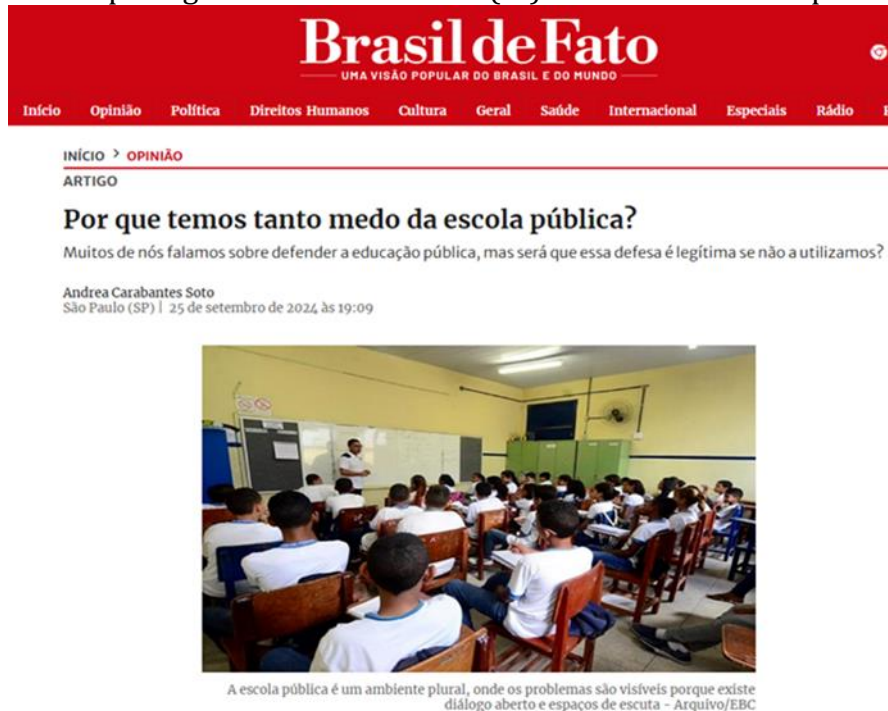 Brasil de Fato
UMA VISÃO POPULAR DO BRASIL E DO MUNDO
Início Opinião Política Direitos Humanos Cultura Geral Saúde Internacional Especiais Rádio
INÍCIO > OPINIÃO
ARTIGO
Por que temos tanto medo da escola pública?
Muitos de nós falamos sobre defender a educação pública, mas será que essa defesa é legítima se não a utilizamos?
Andrea Carabantes Soto
São Paulo (SP) | 25 de setembro de 2024 às 19:09
A escola pública é um ambiente plural, onde os problemas são visíveis porque existe
diálogo aberto e espaços de escuta - Arquivo/EBC